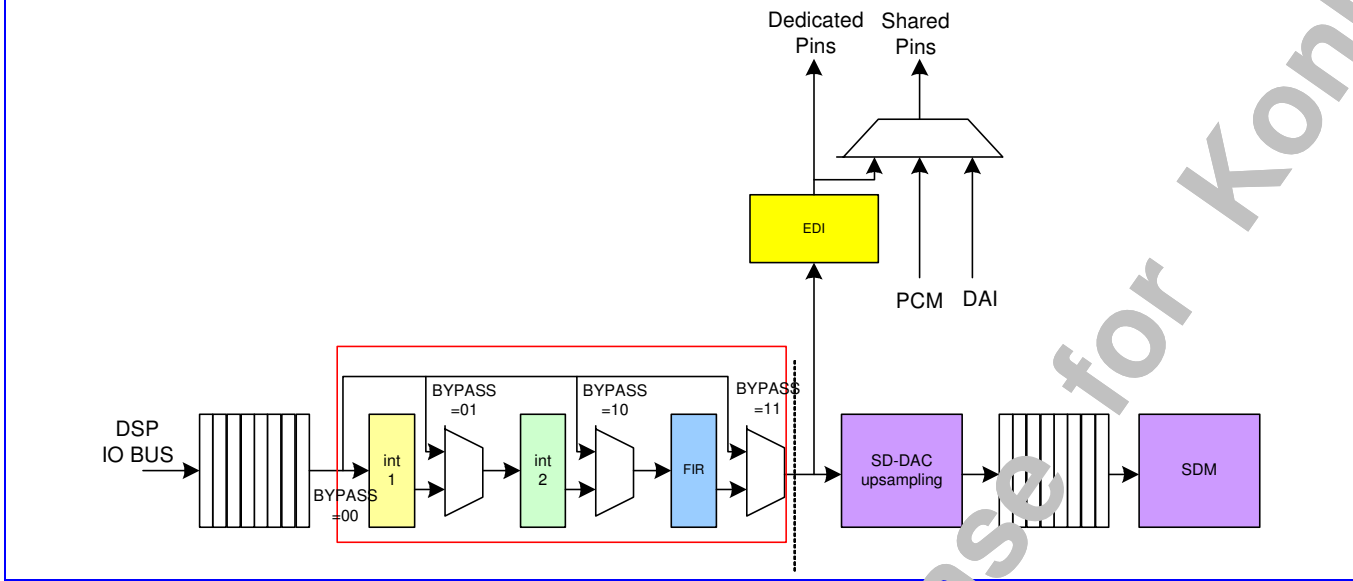 Dedicated
Pins
Shared
Pins
EDI
PCM
DAI
DSP
IO BUS
BYPASS
=00
int
1
BYPASS
=01
int
2
BYPASS
=10
FIR
BYPASS
=11
SD-DAC
upsampling
SDM
for